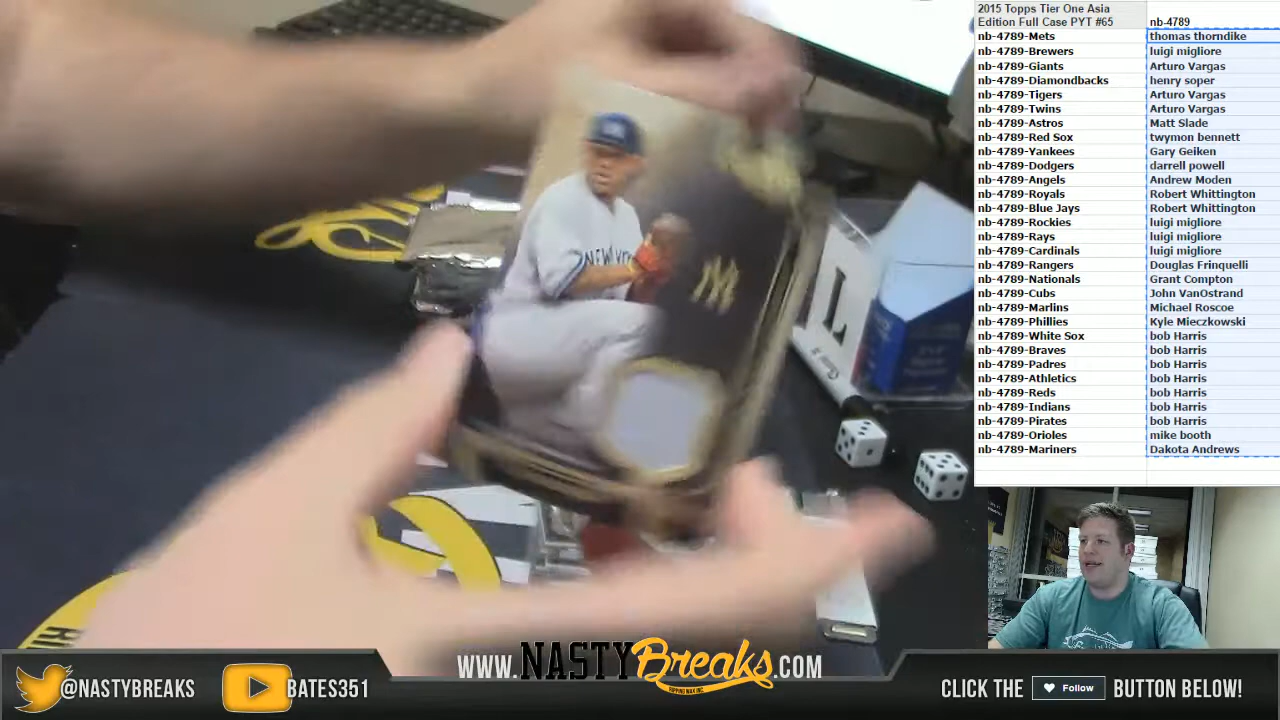 2015 Topps Tier One Asia
Edition Full Case PYT #65 nb-4789
nb-4789-Mets thomas thorndike
nb-4789-Brewers luigi migliore
nb-4789-Giants Arturo Vargas
nb-4789-Diamondbacks henry soper
nb-4789-Tigers Arturo Vargas
nb-4789-Twins Arturo Vargas
nb-4789-Astros Matt Slade
nb-4789-Red Sox twymon bennett
nb-4789-Yankees Gary Geiken
nb-4789-Dodgers darrell powell
nb-4789-Angels Andrew Moden
nb-4789-Royals Robert Whittington
nb-4789-Blue Jays Robert Whittington
nb-4789-Rockies luigi migliore
nb-4789-Rays luigi migliore
nb-4789-Cardinals luigi migliore
nb-4789-Rangers Douglas Frinquelli
nb-4789-Nationals Grant Compton
nb-4789-Cubs John VanOstrand
nb-4789-Marlins Michael Roscoe
nb-4789-Phillies Kyle Mieczkowski
nb-4789-White Sox bob Harris
nb-4789-Braves bob Harris
nb-4789-Padres bob Harris
nb-4789-Athletics bob Harris
nb-4789-Reds bob Harris
nb-4789-Indians bob Harris
nb-4789-Pirates bob Harris
nb-4789-Orioles mike booth
nb-4789-Mariners Dakota Andrews
NEW YORK
NY
@NASTYBREAKS
BATES351
WWW.NASTYBreaks.COM
RIPPING WAX INC.
CLICK THE Follow BUTTON BELOW!